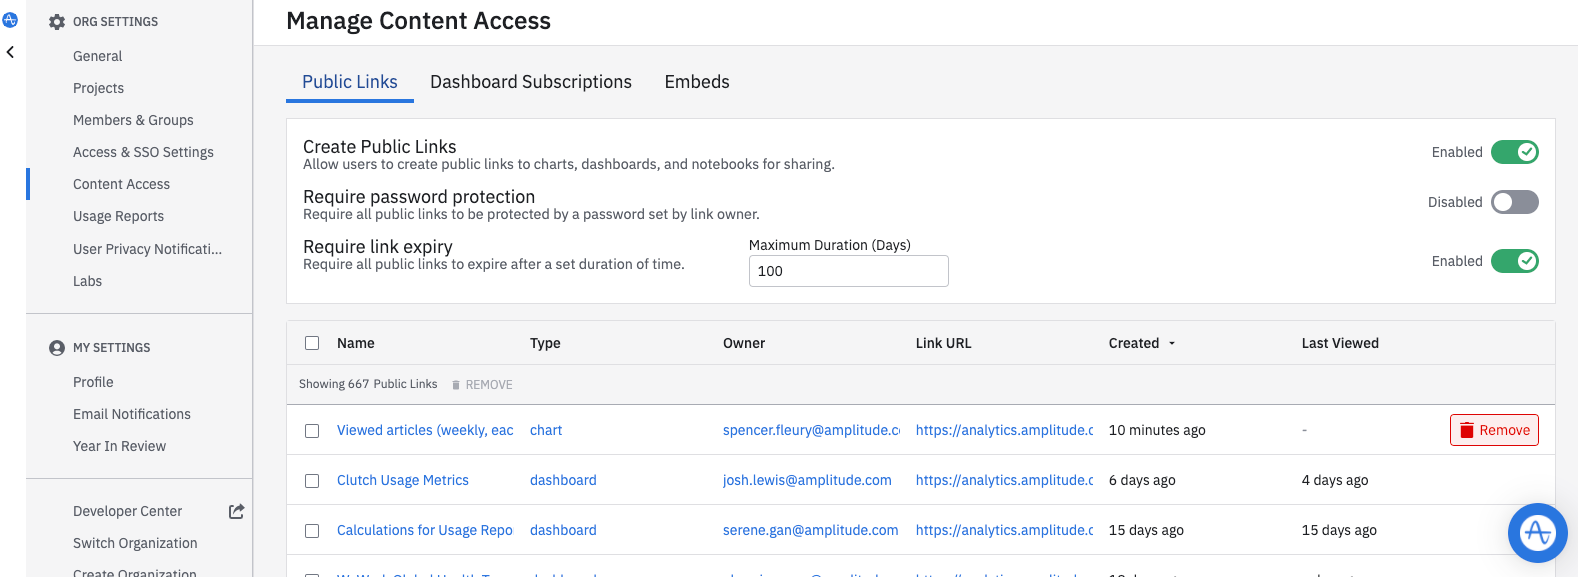 ORG SETTINGS
General
Projects
Members & Groups
Access & SSO Settings
Content Access
Usage Reports
User Privacy Notificati...
Labs
MY SETTINGS
Profile
Email Notifications
Year In Review
Developer Center
Switch Organization
Create Organization
Manage Content Access
Public Links Dashboard Subscriptions Embeds
Create Public Links
Allow users to create public links to charts, dashboards, and notebooks for sharing.
Enabled
Require password protection
Require all public links to be protected by a password set by link owner.
Disabled
Require link expiry
Require all public links to expire after a set duration of time.
Maximum Duration (Days)
100
Enabled
Name Type Owner Link URL Created Last Viewed
Showing 667 Public Links REMOVE
Viewed articles (weekly, eac chart spencer.fleury@amplitude.c https://analytics.amplitude.c 10 minutes ago - Remove
Clutch Usage Metrics dashboard josh.lewis@amplitude.com https://analytics.amplitude.c 6 days ago 4 days ago
Calculations for Usage Repo dashboard serene.gan@amplitude.com https://analytics.amplitude.c 15 days ago 15 days ago